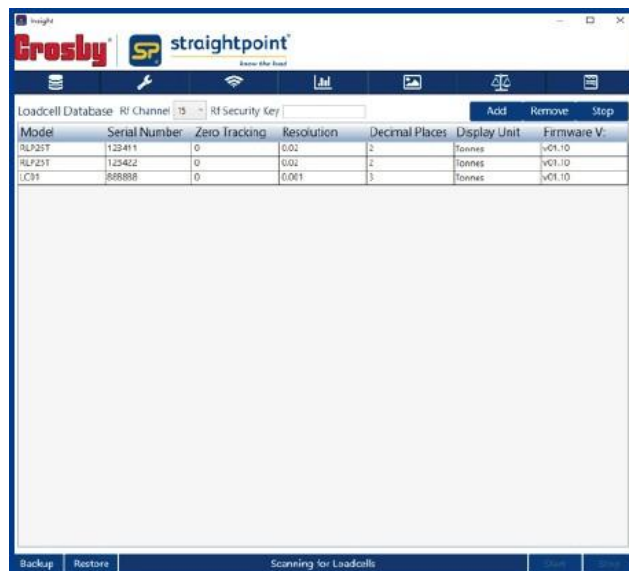 Insight
Crosby SP straightpoint
know the load
Loadcell Database Rf Channel 15 Rf Security Key Add Remove Stop
Model Serial Number Zero Tracking Resolution Decimal Places Display Unit Firmware V:
RLP25T 123411 0 0.02 2 Tonnes v01.10
RLP25T 123422 0 0.02 2 Tonnes v01.10
LC01 888888 0 0.001 3 Tonnes v01.10
Backup Restore Scanning for Loadcells Start Stop